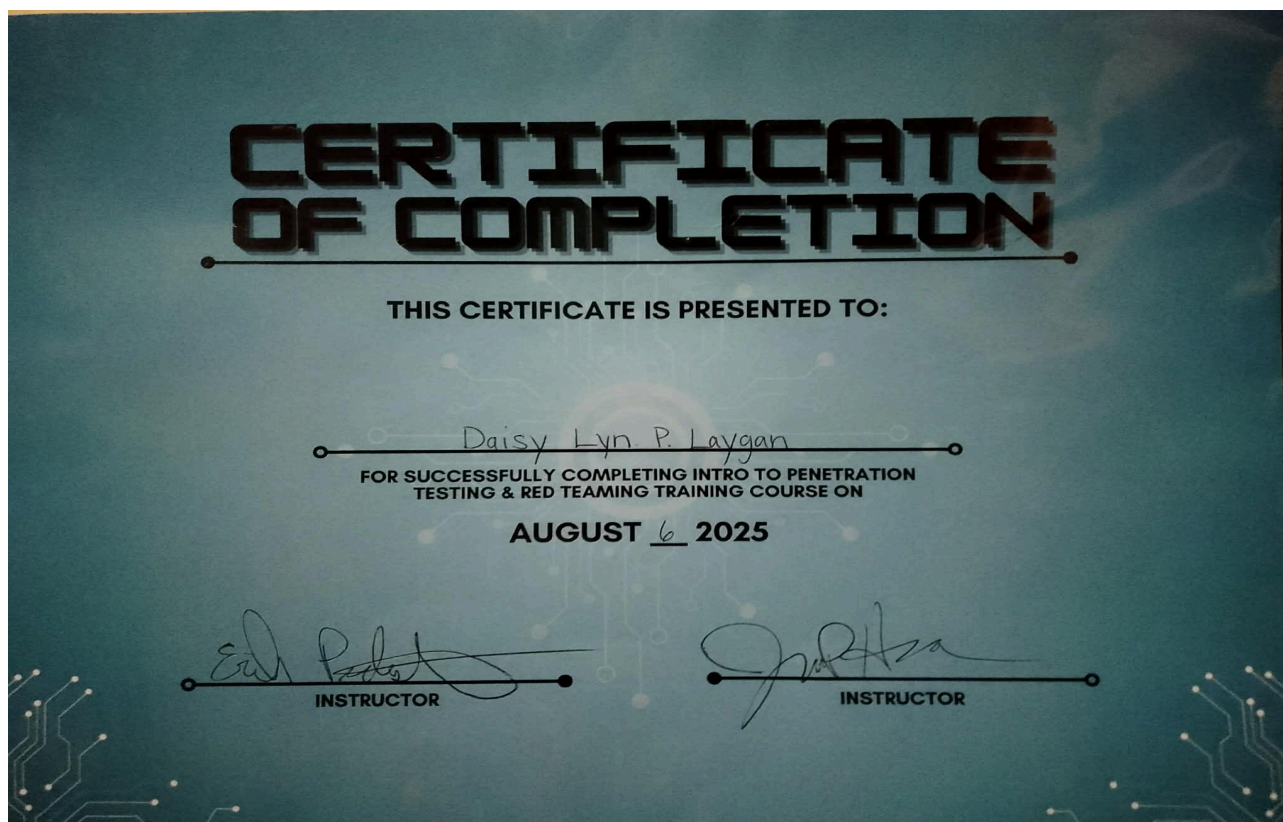 CERTIFICATE
OF COMPLETION
THIS CERTIFICATE IS PRESENTED TO:
Daisy Lyn P. Laygan
FOR SUCCESSFULLY COMPLETING INTRO TO PENETRATION
TESTING & RED TEAMING TRAINING COURSE ON
AUGUST 6 2025
INSTRUCTOR
INSTRUCTOR